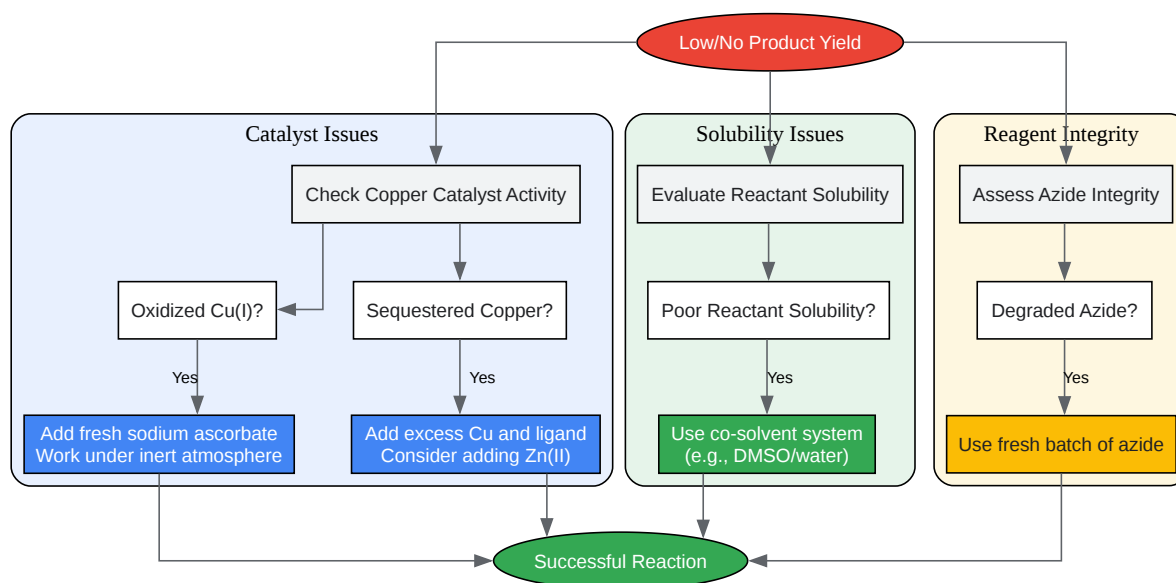 Low/No Product Yield
Catalyst Issues
Solubility Issues
Reagent Integrity
Check Copper Catalyst Activity
Evaluate Reactant Solubility
Assess Azide Integrity
Oxidized Cu(I)?
Sequestered Copper?
Poor Reactant Solubility?
Degraded Azide?
Yes
Yes
Yes
Yes
Add fresh sodium ascorbate
Work under inert atmosphere
Add excess Cu and ligand
Consider adding Zn(II)
Use co-solvent system
(e.g., DMSO/water)
Use fresh batch of azide
Successful Reaction